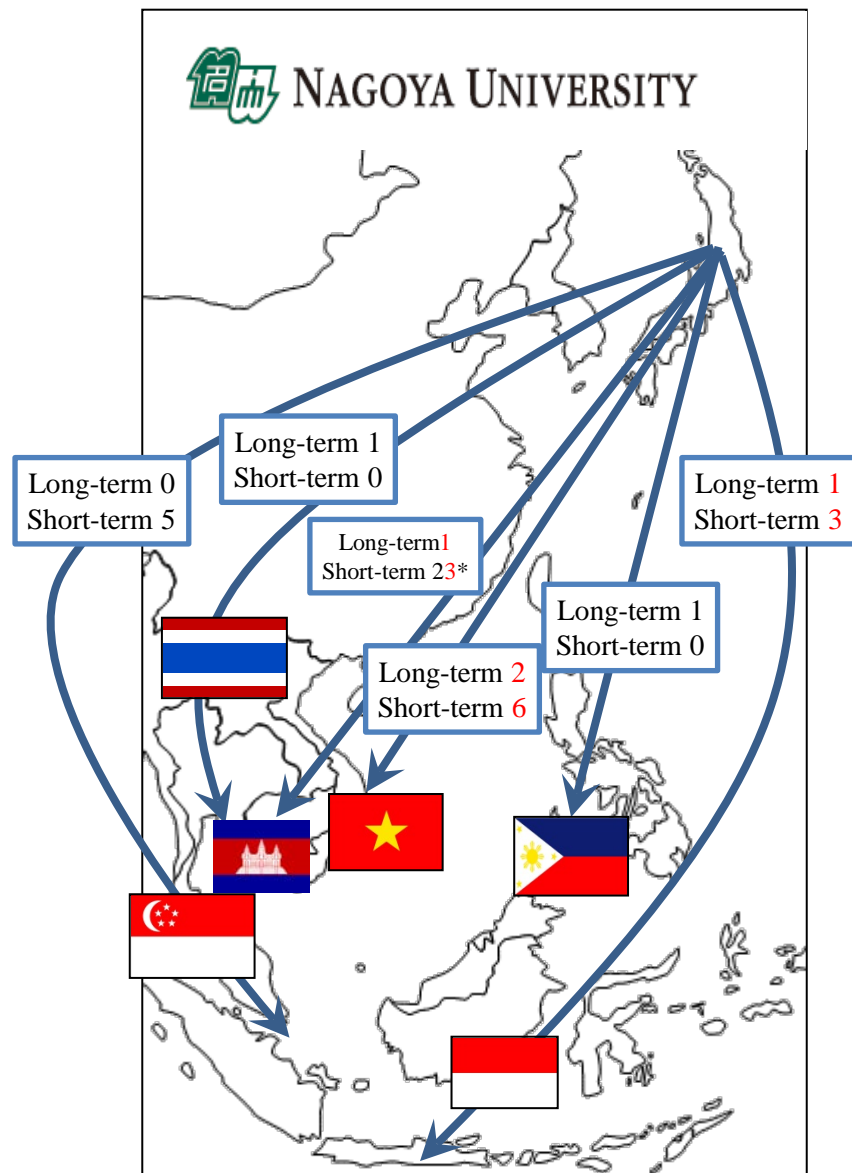 NAGOYA UNIVERSITY
Long-term 1
Short-term 0
Long-term 0
Short-term 5
Long-term 1
Short-term 3
Long-term1
Short-term 23*
Long-term 1
Short-term 0
Long-term 2
Short-term 6